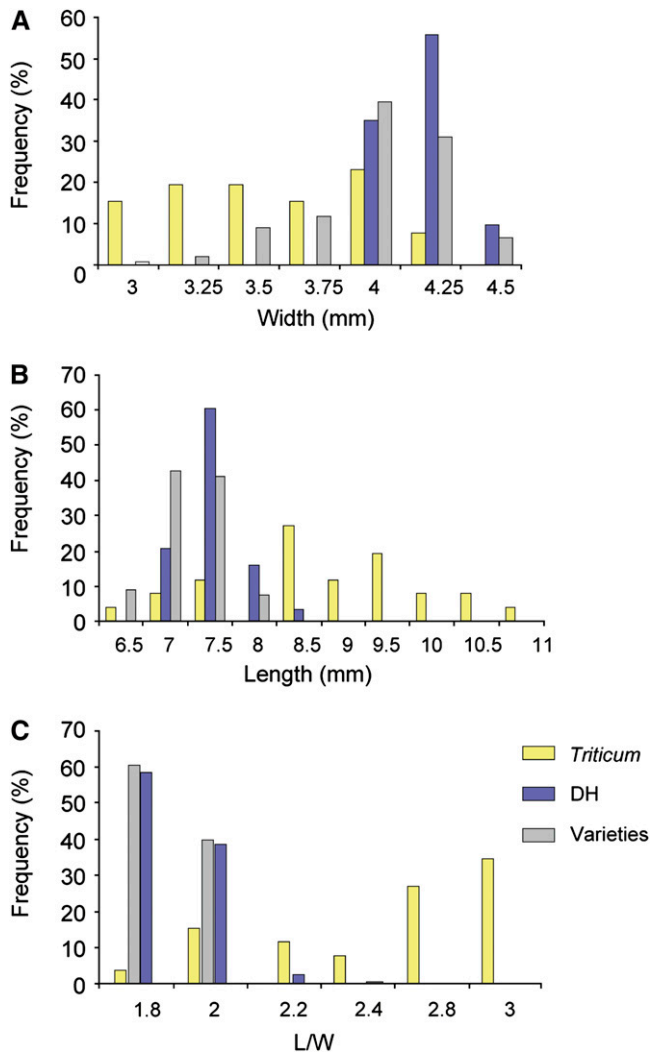 A
Frequency (%)
60
50
40
30
20
10
0
3 3.25 3.5 3.75 4 4.25 4.5
Width (mm)
B
Frequency (%)
70
60
50
40
30
20
10
0
6.5 7 7.5 8 8.5 9 9.5 10 10.5 11
Length (mm)
C
Frequency (%)
70
60
50
40
30
20
10
0
1.8 2 2.2 2.4 2.8 3
L/W
Triticum
DH
Varieties